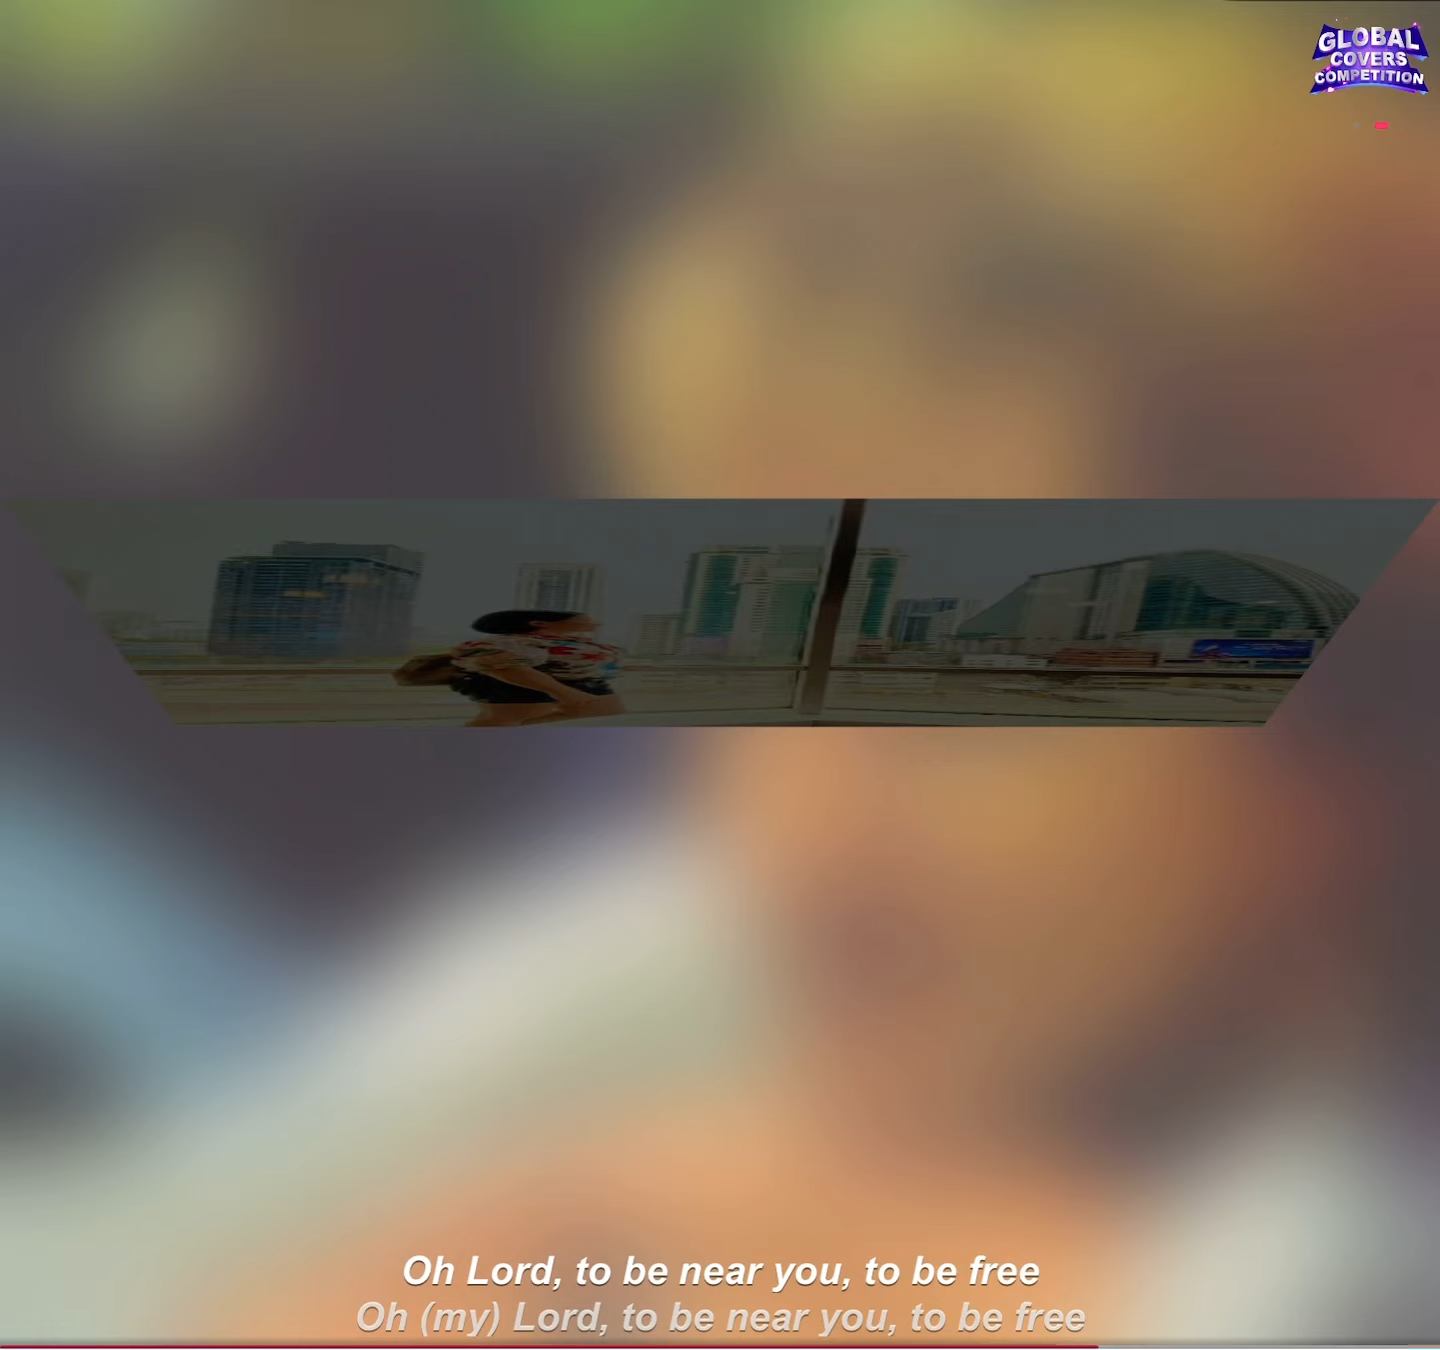 GLOBAL
COVERS
COMPETITION
Oh Lord, to be near you, to be free
Oh (my) Lord, to be near you, to be free